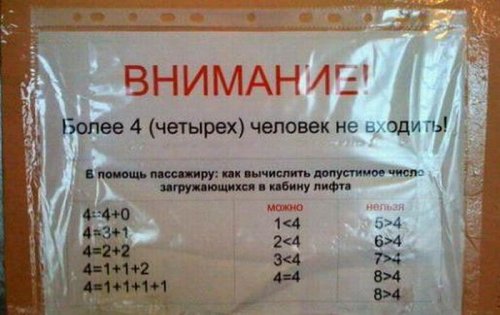 ВНИМАНИЕ!
Более 4 (четырех) человек не входить!
В помощь пассажиру: как вычислить допустимое число
загружающихся в кабину лифта
можно нельзя
4=4+0 1<4 5>4
4=3+1 2<4 6>4
4=2+2 3<4 7>4
4=1+1+2 4=4 8>4
4=1+1+1+1 8>4